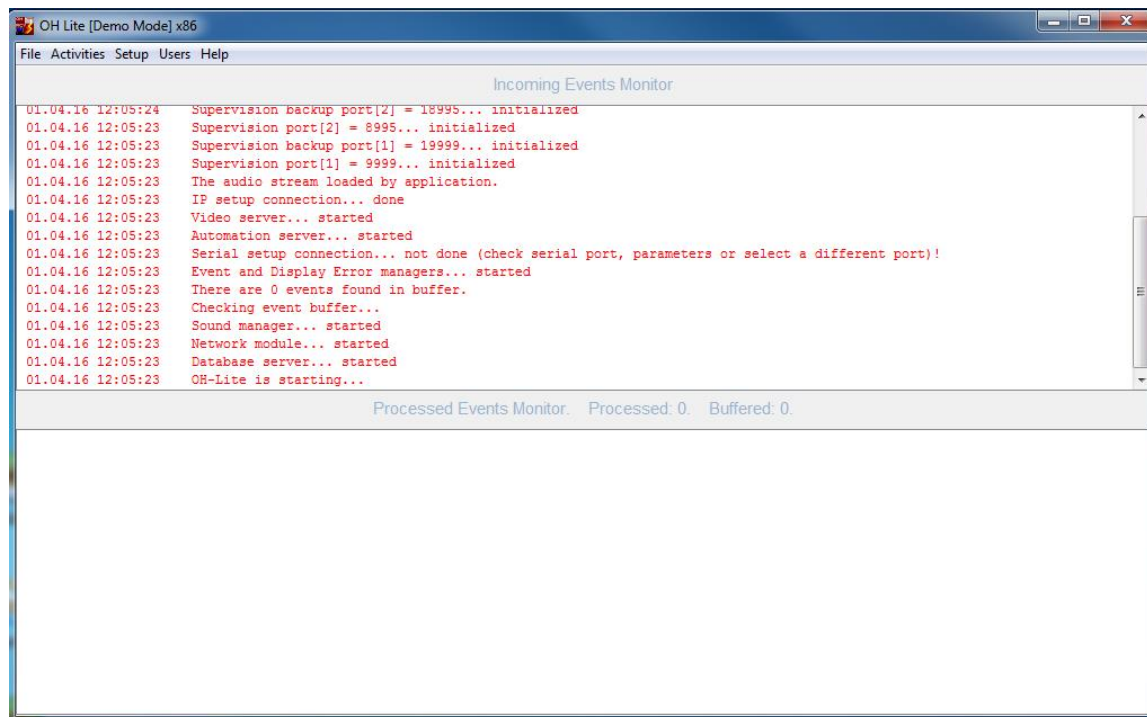 OH Lite [Demo Mode] x86
File Activities Setup Users Help
Incoming Events Monitor
01.04.16 12:05:24 Supervision backup port[2] = 18995... initialized
01.04.16 12:05:23 Supervision port[2] = 8995... initialized
01.04.16 12:05:23 Supervision backup port[1] = 19999... initialized
01.04.16 12:05:23 Supervision port[1] = 9999... initialized
01.04.16 12:05:23 The audio stream loaded by application.
01.04.16 12:05:23 IP setup connection... done
01.04.16 12:05:23 Video server... started
01.04.16 12:05:23 Automation server... started
01.04.16 12:05:23 Serial setup connection... not done (check serial port, parameters or select a different port)!
01.04.16 12:05:23 Event and Display Error managers... started
01.04.16 12:05:23 There are 0 events found in buffer.
01.04.16 12:05:23 Checking event buffer...
01.04.16 12:05:23 Sound manager... started
01.04.16 12:05:23 Network module... started
01.04.16 12:05:23 Database server... started
01.04.16 12:05:23 OH-Lite is starting...
Processed Events Monitor. Processed: 0. Buffered: 0.